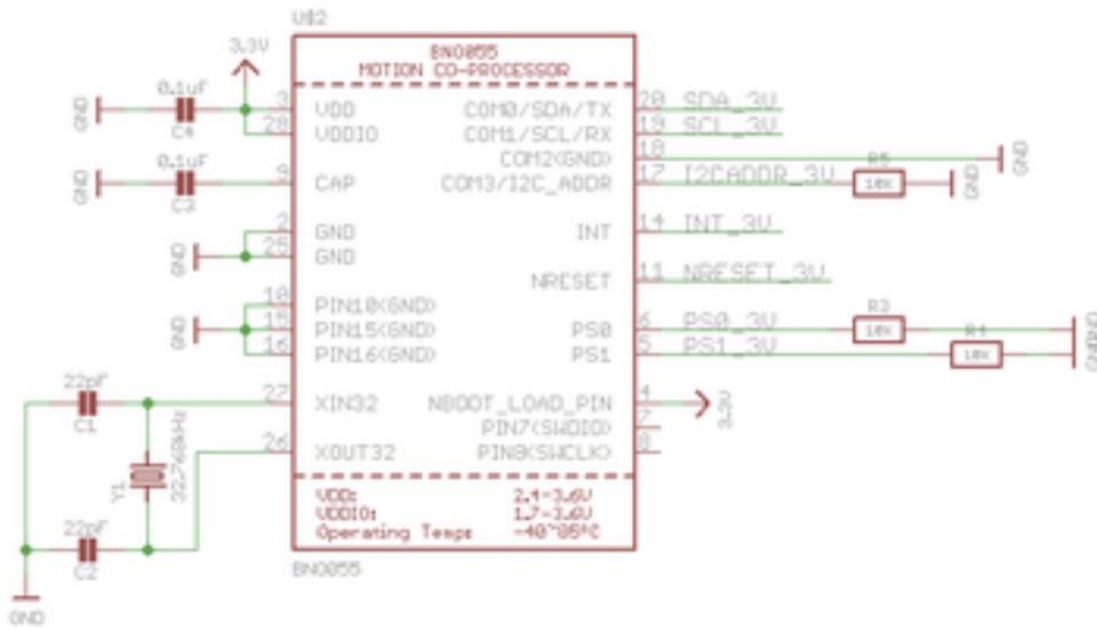 3.3V
BNO055
MOTION CO-PROCESSOR
0.1uF
GND
C4
3
VDD
28
VDDIO
COM0/SDA/TX
20
SDA_3V
COM1/SCL/RX
19
SCL_3V
COM2(GND)
18
GND
0.1uF
GND
9
CAP
COM3/I2C_ADDR
17
I2CADDR_3V
10K
GND
2
GND
25
GND
GND
INT
14
INT_3V
NRESET
11
NRESET_3V
10
PIN10(GND)
15
PIN15(GND)
16
PIN16(GND)
GND
PS0
6
PS0_3V
R3
10K
GND
PS1
5
PS1_3V
10K
GND
22pF
C1
27
XIN32
NBOOT_LOAD_PIN
4
3.3V
PIN7(SWDIO)
7
26
XOUT32
PIN8(SWCLK)
8
Y1
32.768kHz
22pF
C2
GND
VDD:
2.4-3.6V
VDDIO:
1.7-3.6V
Operating Temp:
-40~85°C
BNO055